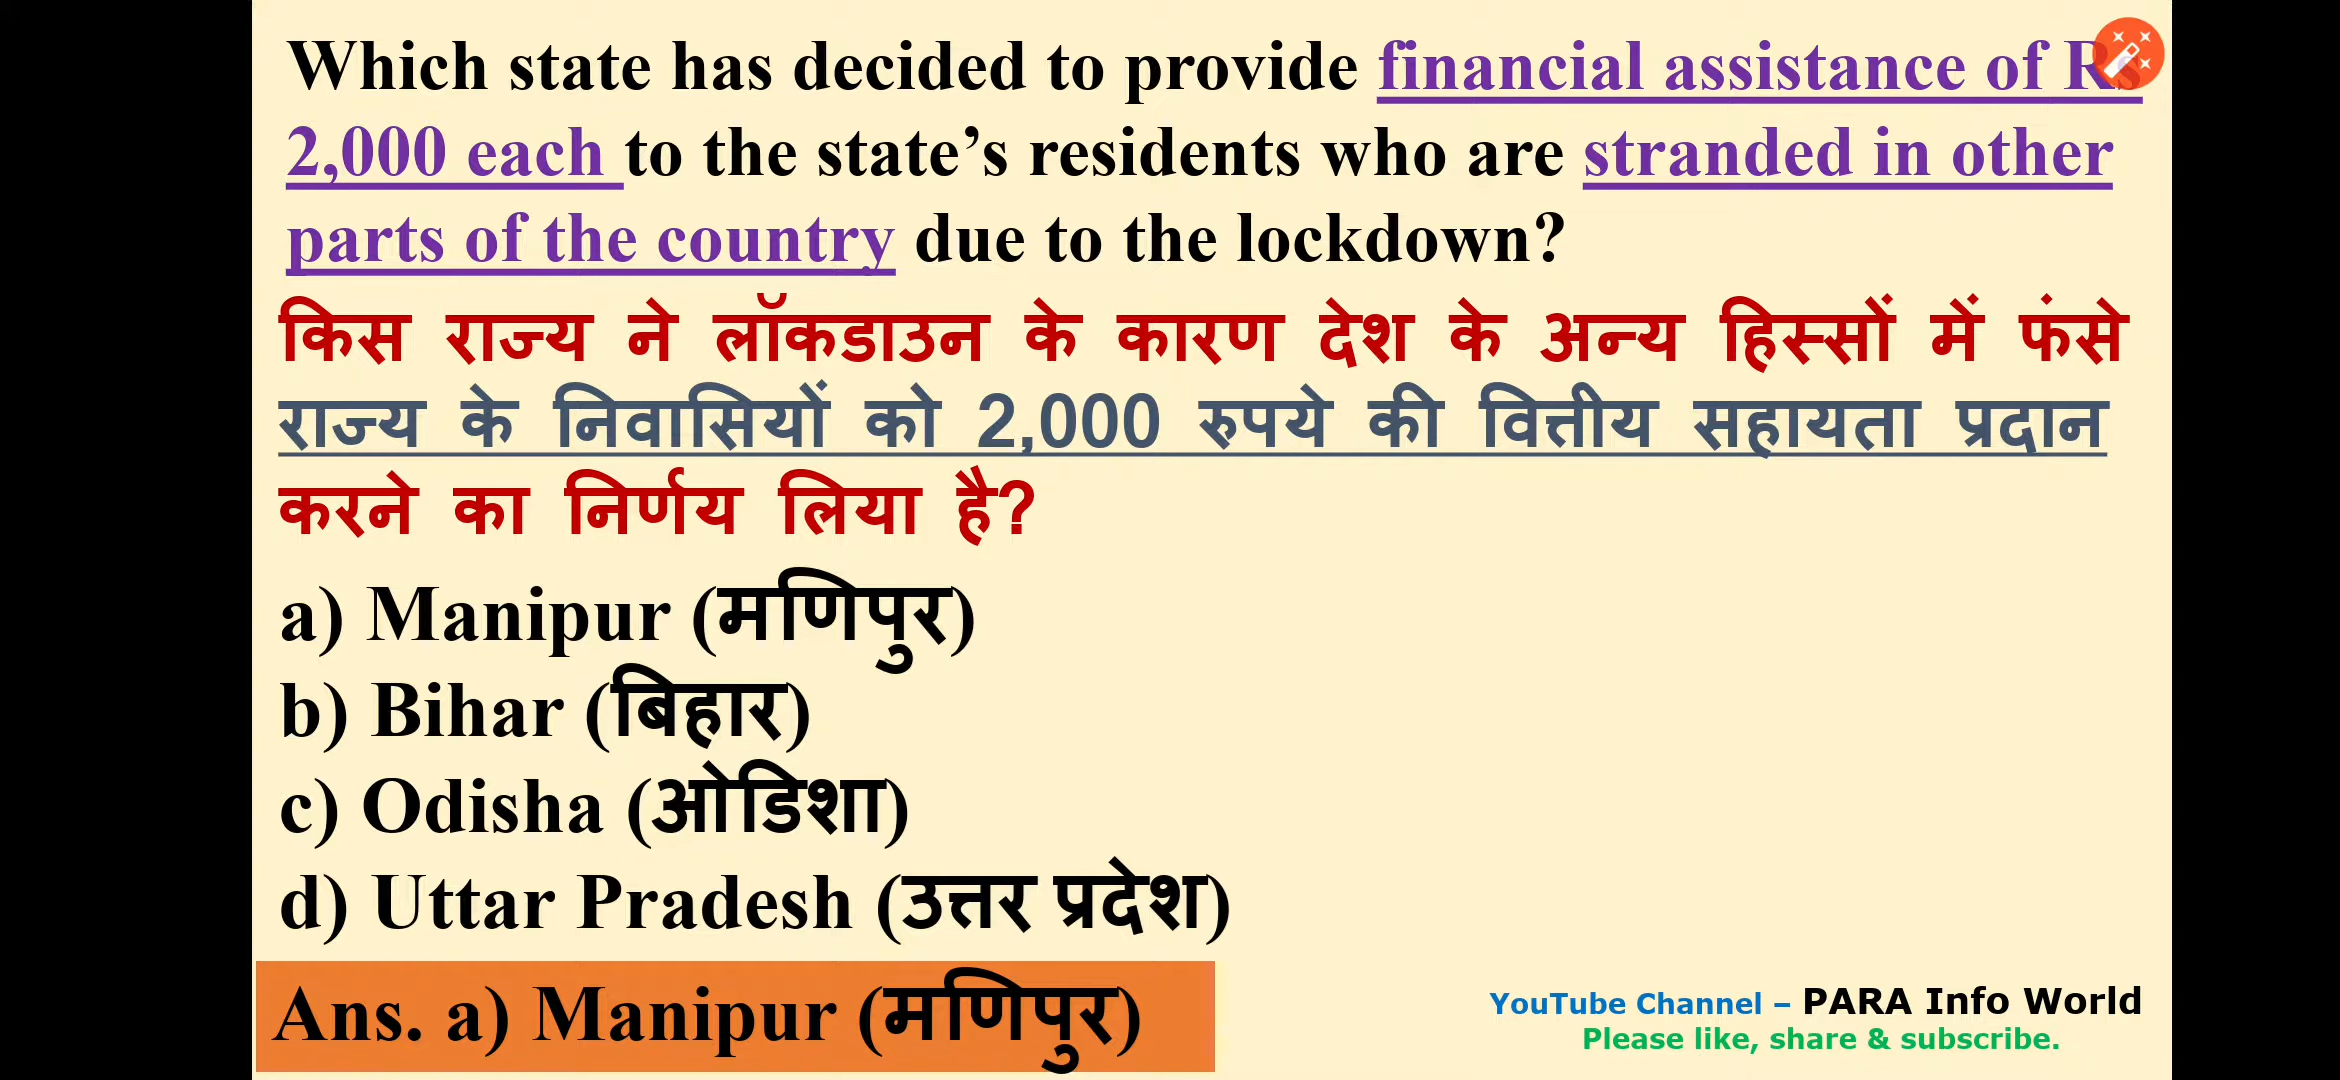 Which state has decided to provide financial assistance of Rs
2,000 each to the state’s residents who are stranded in other
parts of the country due to the lockdown?
किस राज्य ने लॉकडाउन के कारण देश के अन्य हिस्सों में फंसे
राज्य के निवासियों को 2,000 रुपये की वित्तीय सहायता प्रदान
करने का निर्णय लिया है?
a) Manipur (मणिपुर)
b) Bihar (बिहार)
c) Odisha (ओडिशा)
d) Uttar Pradesh (उत्तर प्रदेश)
Ans. a) Manipur (मणिपुर)
YouTube Channel – PARA Info World
Please like, share & subscribe.